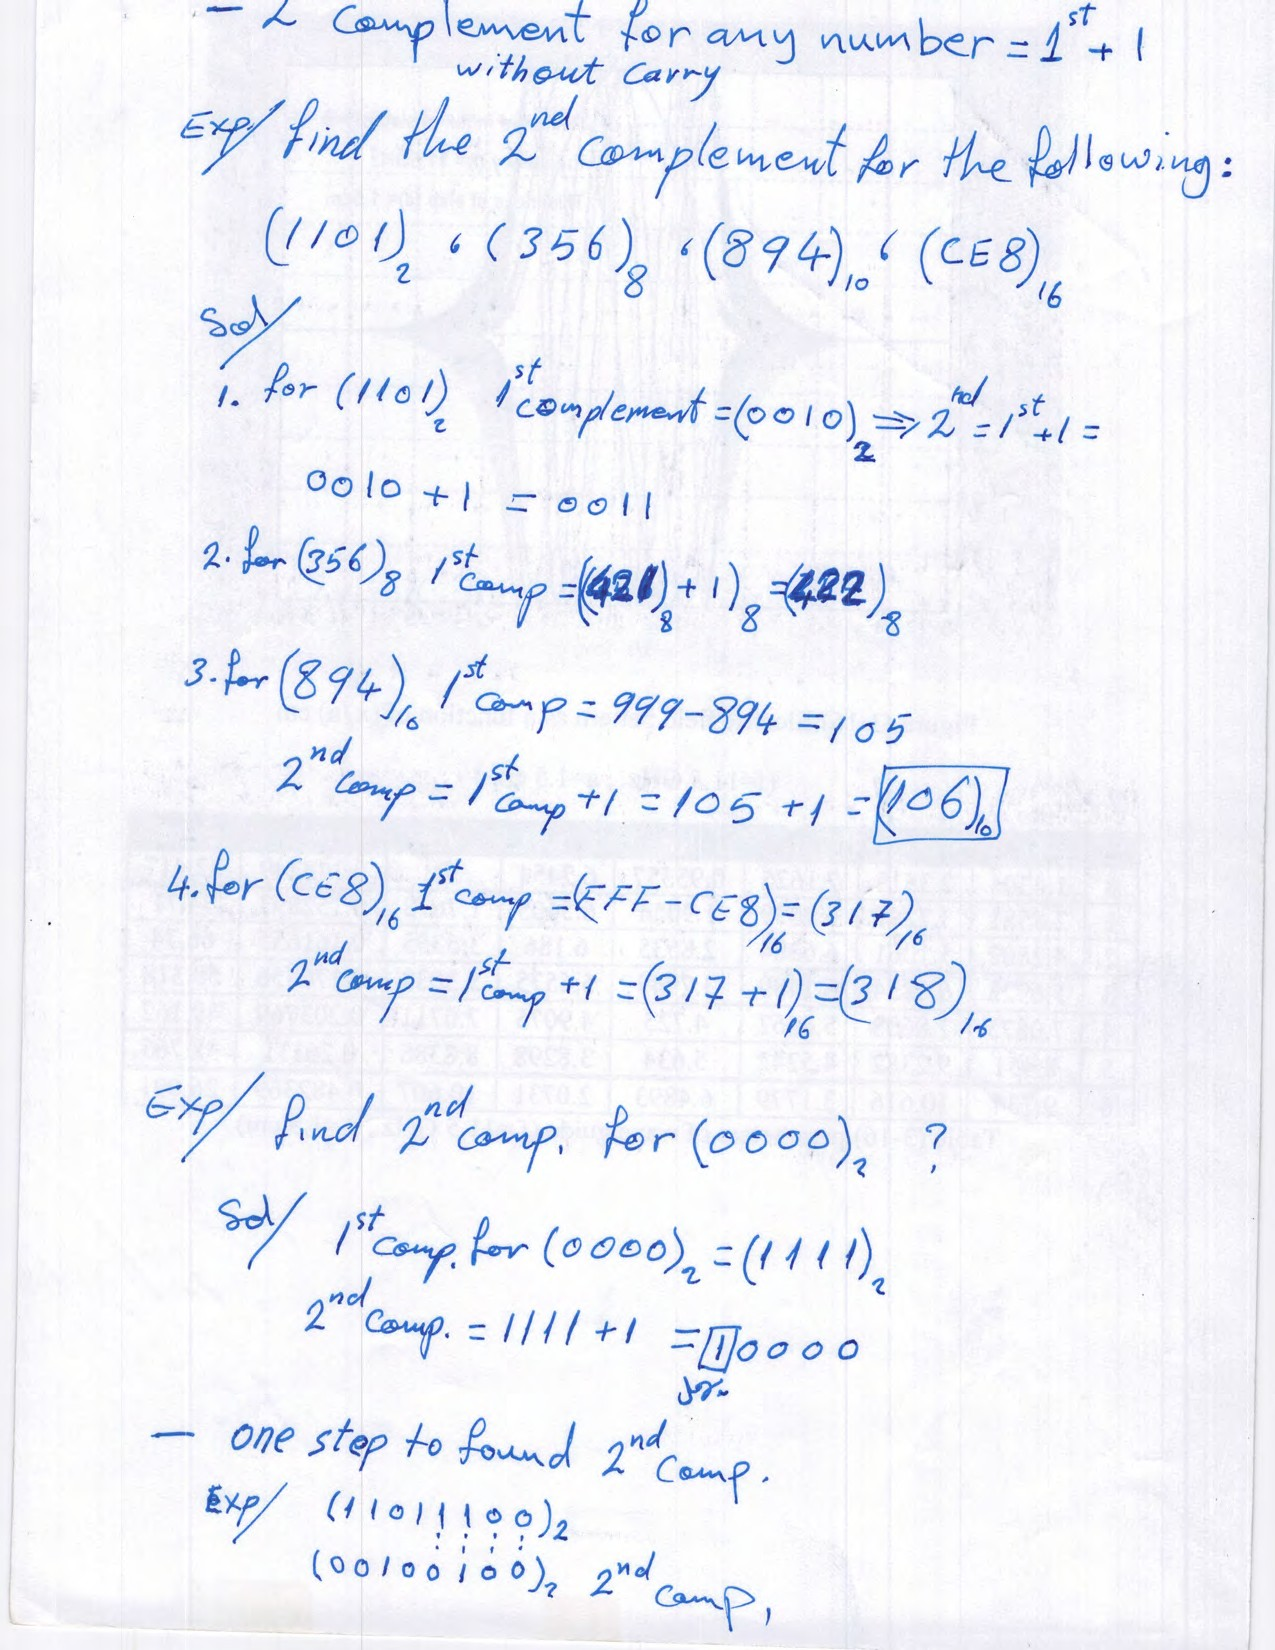 - 2 complement for any number = 1st + 1
without carry
Exp/ find the 2nd complement for the following:
(1101)2 ، (356)8 ، (894)10 ، (CE8)16
Sol/
1. for (1101)2 1st complement = (0010)2 ⇒ 2nd = 1st + 1 =
0010 + 1 = 0011
2. for (356)8 1st comp = ((421)8 + 1)8 = (422)8
3. for (894)10 1st comp = 999 - 894 = 105
2nd comp = 1st comp + 1 = 105 + 1 = (106)10
4. for (CE8)16 1st comp = (FFF - CE8)16 = (317)16
2nd comp = 1st comp + 1 = (317 + 1)16 = (318)16
Exp/ find 2nd comp. for (0000)2 ?
Sol/ 1st comp. for (0000)2 = (1111)2
2nd comp. = 1111 + 1 = 10000
- one step to found 2nd comp.
Exp/ (11011100)2
(00100100)2 2nd comp,